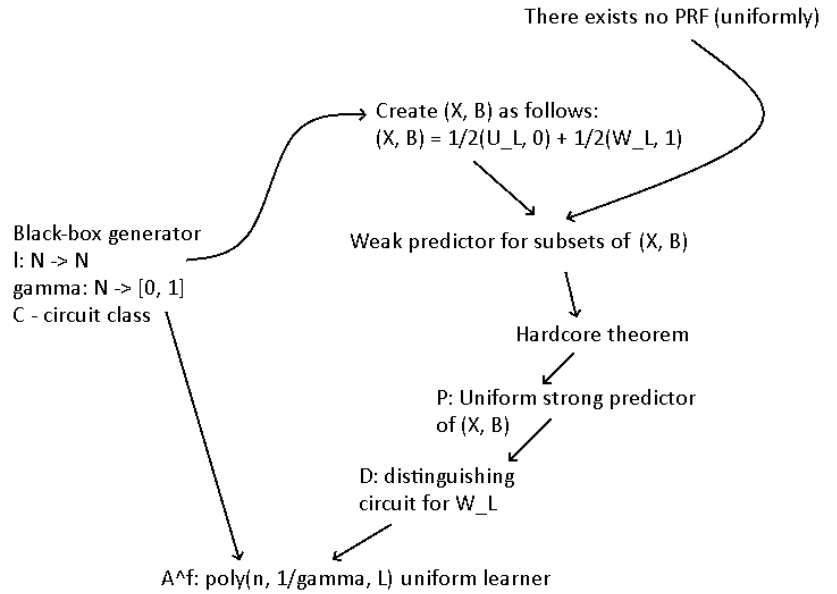 There exists no PRF (uniformly)
Create (X, B) as follows:
(X, B) = 1/2(U_L, 0) + 1/2(W_L, 1)
Black-box generator
l: N -> N
gamma: N -> [0, 1]
C - circuit class
Weak predictor for subsets of (X, B)
Hardcore theorem
P: Uniform strong predictor
of (X, B)
D: distinguishing
circuit for W_L
A^f: poly(n, 1/gamma, L) uniform learner